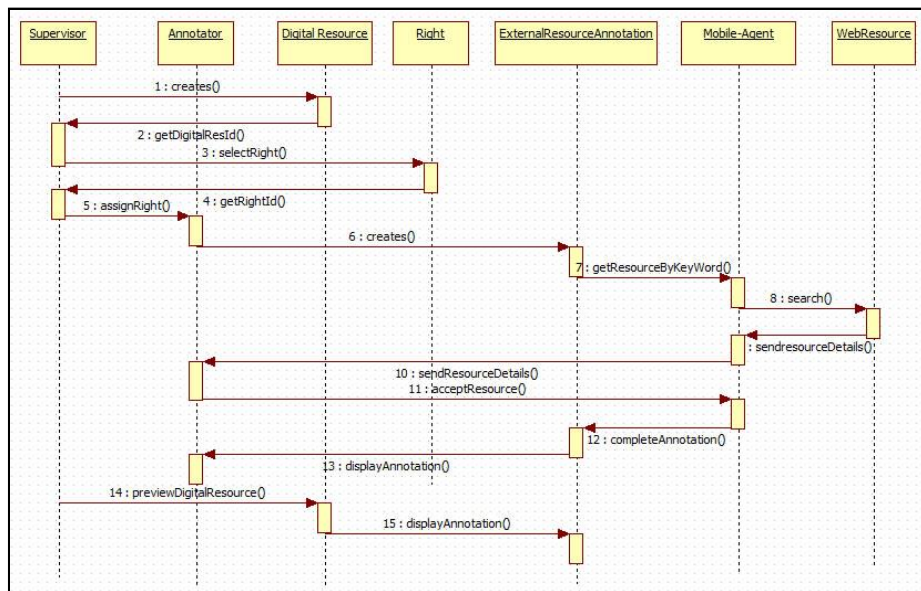 Supervisor
Annotator
Digital Resource
Right
ExternalResourceAnnotation
Mobile-Agent
WebResource
1 : creates()
2 : getDigitalResId()
3 : selectRight()
4 : getRightId()
5 : assignRight()
6 : creates()
7 : getResourceByKeyWord()
8 : search()
: sendresourceDetails()
10 : sendResourceDetails()
11 : acceptResource()
12 : completeAnnotation()
13 : displayAnnotation()
14 : previewDigitalResource()
15 : displayAnnotation()